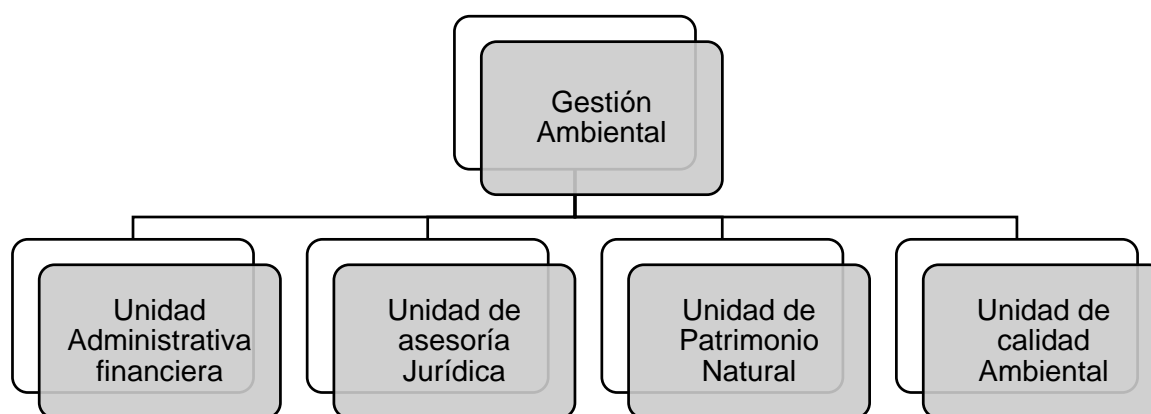 Gestión
Ambiental
Unidad
Administrativa
financiera
Unidad de
asesoría
Jurídica
Unidad de
Patrimonio
Natural
Unidad de
calidad
Ambiental